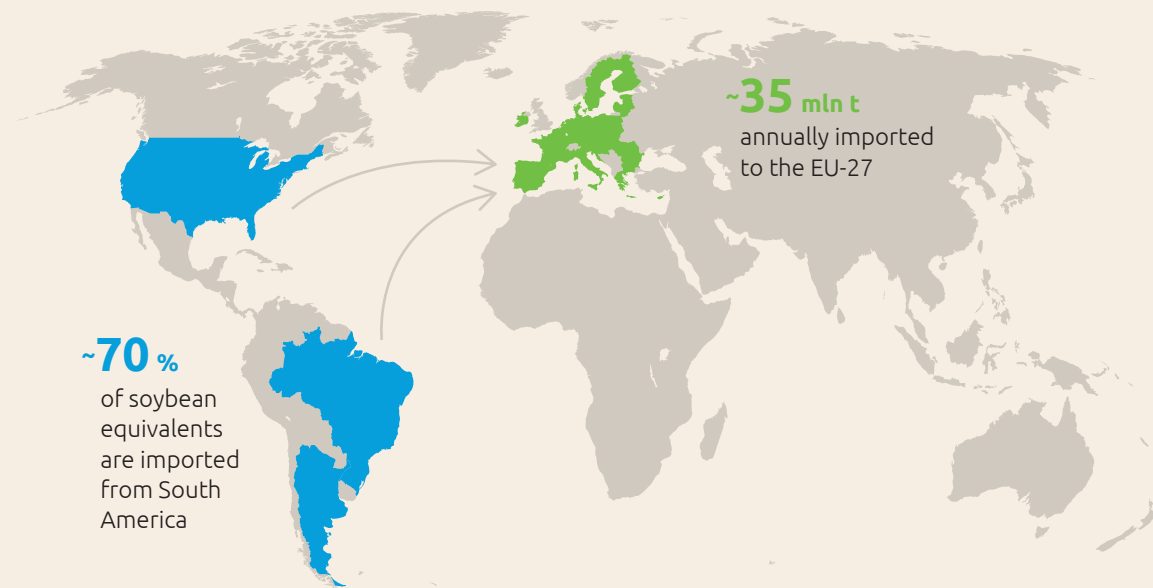 ~35 mln t
annually imported
to the EU-27
~70 %
of soybean
equivalents
are imported
from South
America